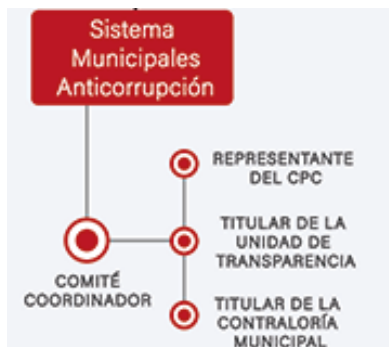 Sistema
Municipales
Anticorrupción
REPRESENTANTE
DEL CPC
TITULAR DE LA
UNIDAD DE
TRANSPARENCIA
COMITÉ
COORDINADOR
TITULAR DE LA
CONTRALORÍA
MUNICIPAL